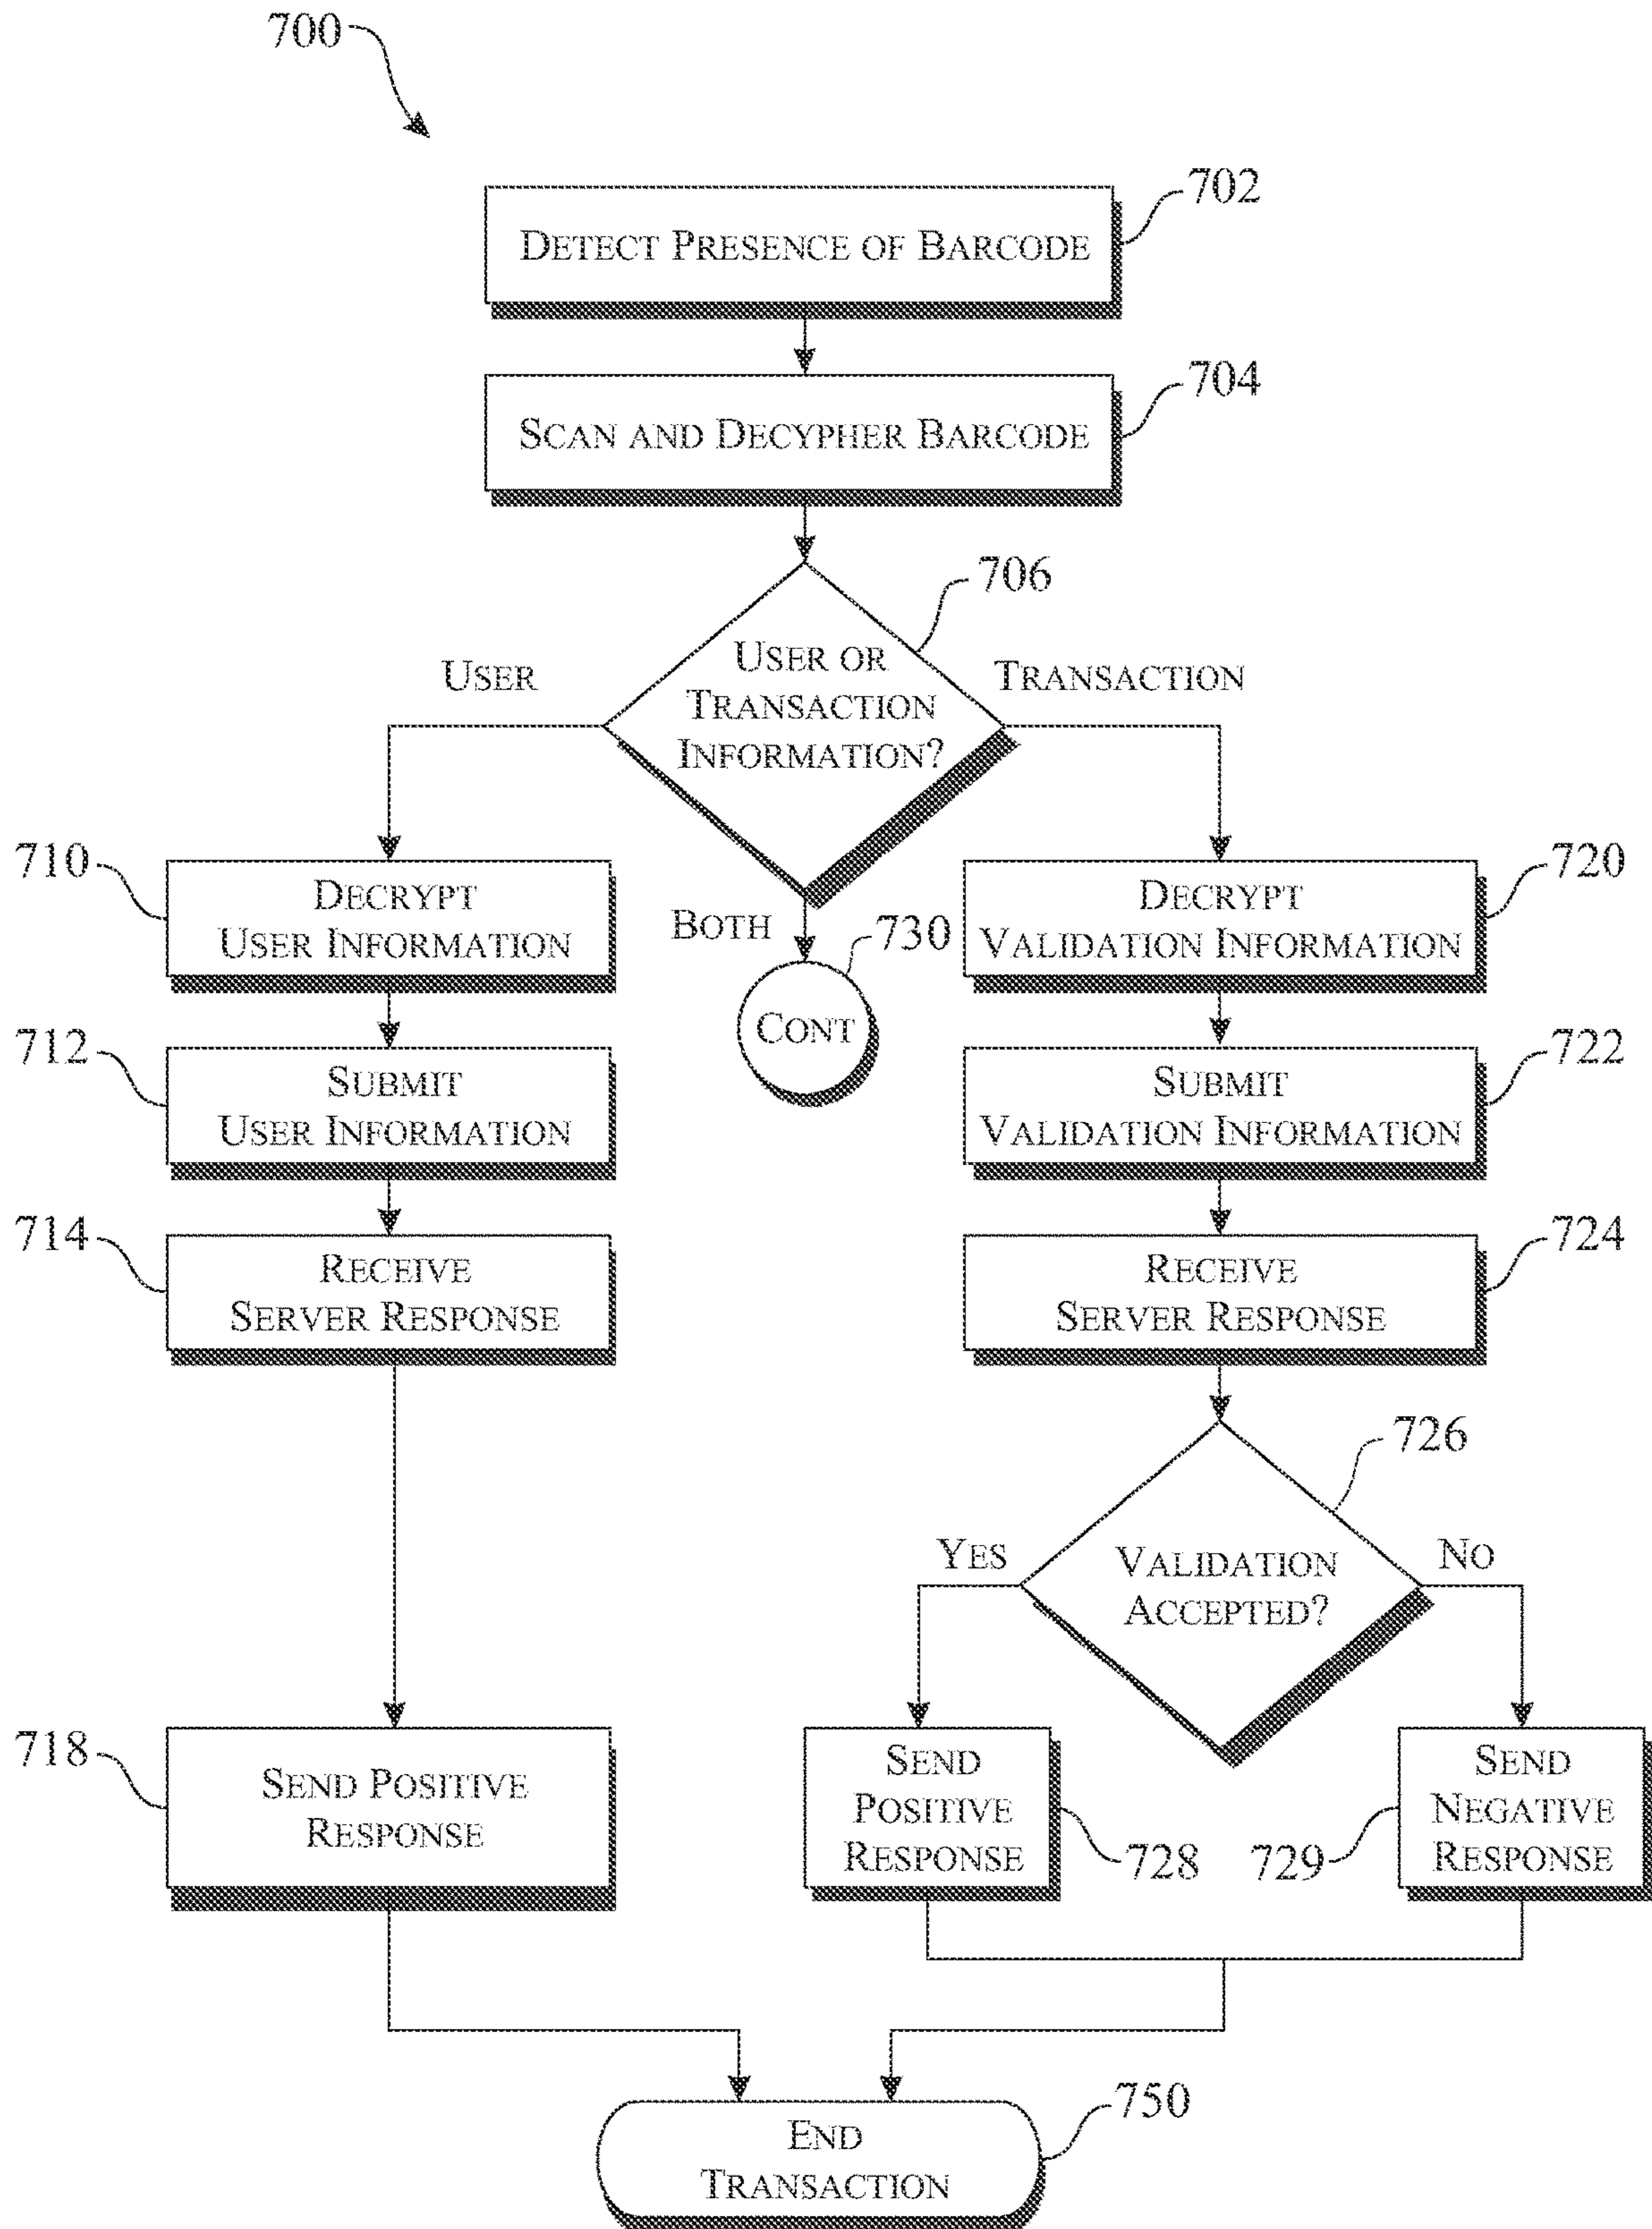 700
702
DETECT PRESENCE OF BARCODE
704
SCAN AND DECYPHER BARCODE
706
USER OR
TRANSACTION
INFORMATION?
USER
TRANSACTION
BOTH
710
DECRYPT
USER INFORMATION
730
CONT
720
DECRYPT
VALIDATION INFORMATION
712
SUBMIT
USER INFORMATION
722
SUBMIT
VALIDATION INFORMATION
714
RECEIVE
SERVER RESPONSE
724
RECEIVE
SERVER RESPONSE
726
YES
VALIDATION
ACCEPTED?
NO
718
SEND POSITIVE
RESPONSE
SEND
POSITIVE
RESPONSE
728
729
SEND
NEGATIVE
RESPONSE
750
END
TRANSACTION